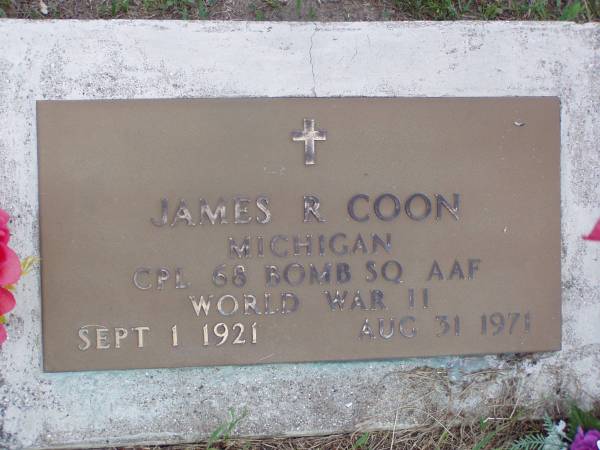 JAMES R COON
MICHIGAN
CPL 68 BOMB SQ AAF
WORLD WAR II
SEPT 1 1921 AUG 31 1971